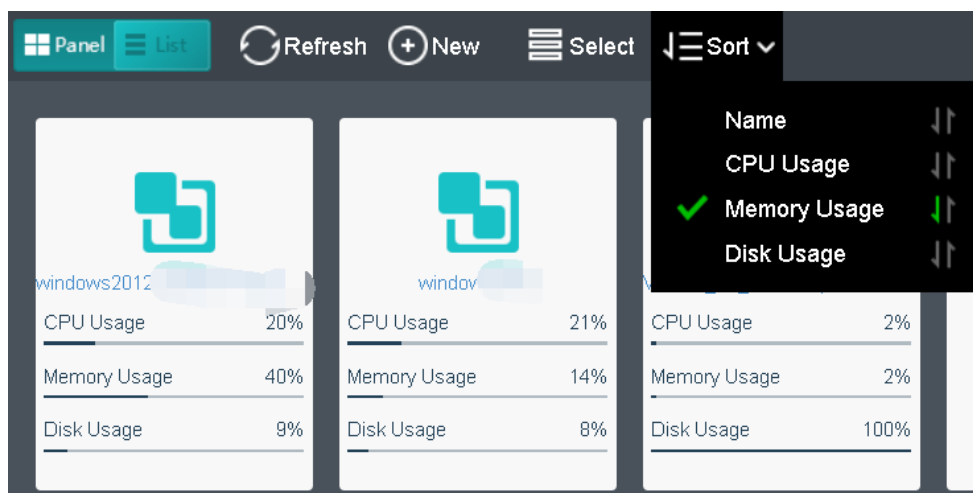 Panel List Refresh New Select Sort
Name
CPU Usage
Memory Usage
Disk Usage
windows2012
CPU Usage 20%
Memory Usage 40%
Disk Usage 9%
window
CPU Usage 21%
Memory Usage 14%
Disk Usage 8%
CPU Usage 2%
Memory Usage 2%
Disk Usage 100%